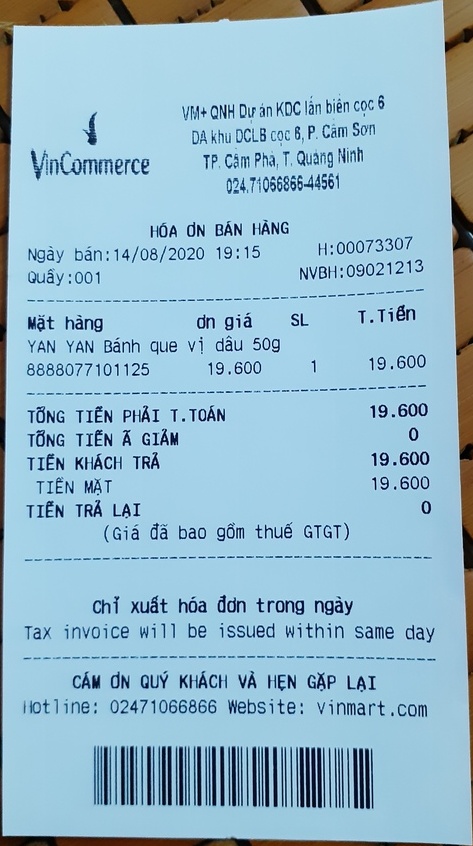 VinCommerce
VM+ QNH Dự án KDC lấn biển cọc 6
DA khu DCLB cọc 6, P. Cẩm Sơn
TP. Cẩm Phả, T. Quảng Ninh
024.71066866-44561
HÓA ƠN BÁN HÀNG
Ngày bán:14/08/2020 19:15 H:00073307
Quầy:001 NVBH:09021213
Mặt hàng ơn giá SL T.Tiền
YAN YAN Bánh que vị dâu 50g
8888077101125 19.600 1 19.600
TỔNG TIỀN PHẢI T.TOÁN 19.600
TỔNG TIỀN Ã GIẢM 0
TIỀN KHÁCH TRẢ 19.600
TIỀN MẶT 19.600
TIỀN TRẢ LẠI 0
(Giá đã bao gồm thuế GTGT)
Chỉ xuất hóa đơn trong ngày
Tax invoice will be issued within same day
CÁM ƠN QUÝ KHÁCH VÀ HẸN GẶP LẠI
Hotline: 02471066866 Website: vinmart.com